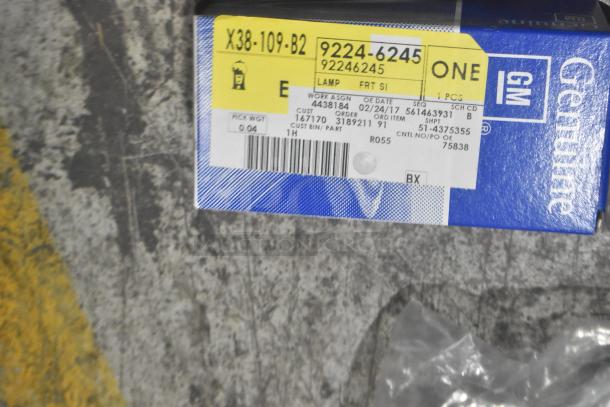 X38-109-B2
9224-6245
92246245
LAMP FRT SI
ONE
1 PCS
E
WORK ASGN OE DATE SEQ SCH CD
4438184 02/24/17 561463931 B
CUST ORDER ORD ITEM SHPT
167170 3189211 91 51-4375355
PICK WGT
0.04
CUST BIN/ PART CNTL NO/PO OE
1H R055 75838
BX
GM
Genuine